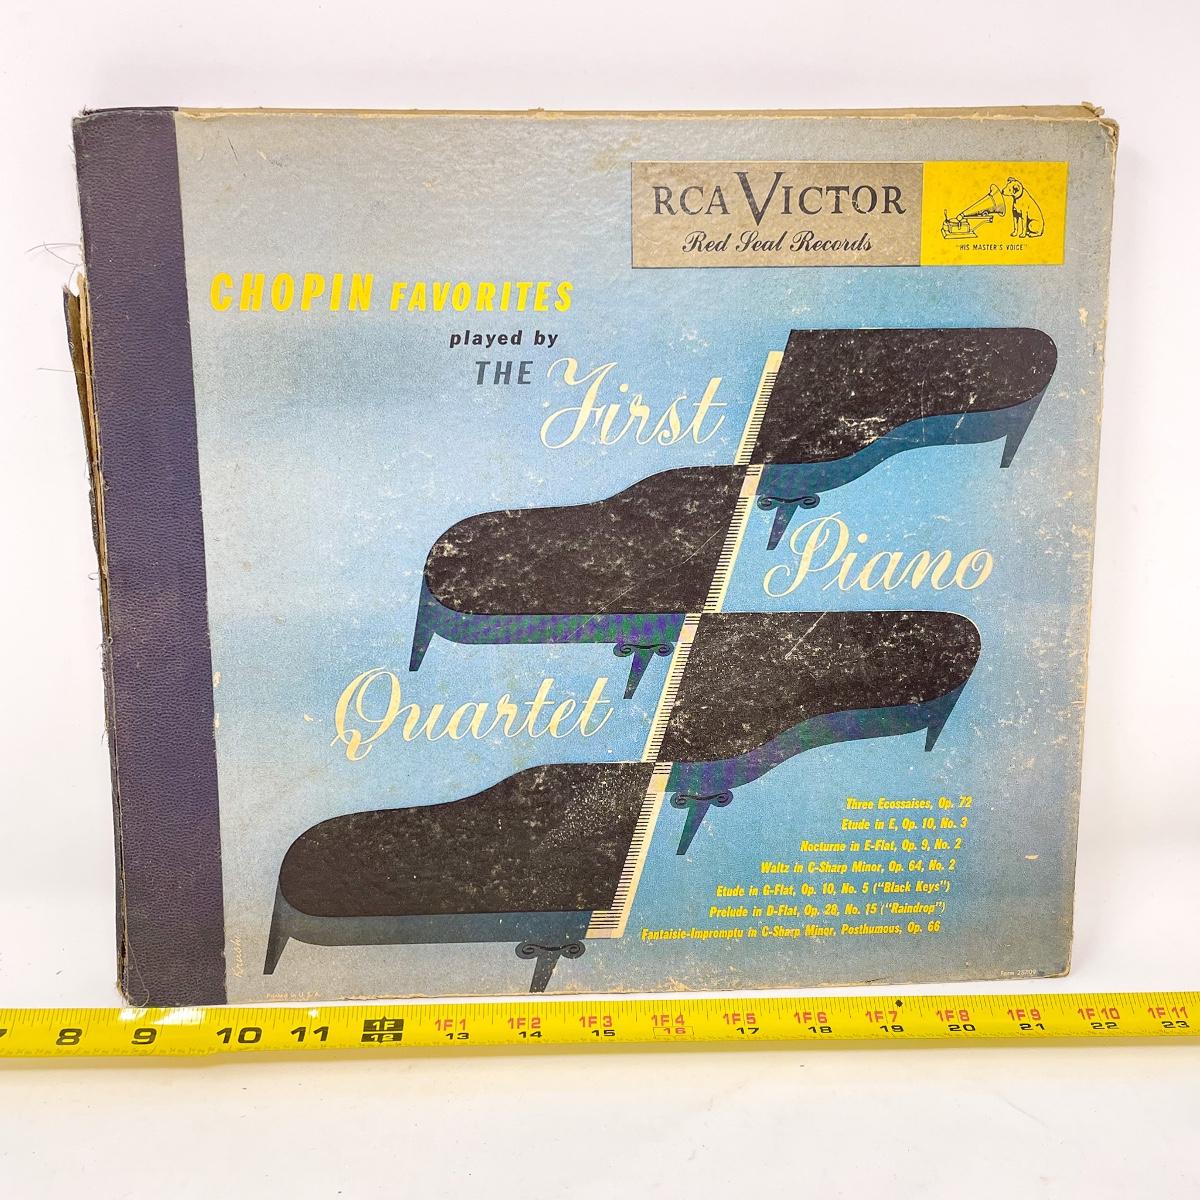 RCA VICTOR
Red Seal Records
"HIS MASTER'S VOICE"
CHOPIN FAVORITES
played by
THE First
Piano
Quartet
Three Ecossaises, Op. 72
Etude in E, Op. 10, No. 3
Nocturne in E-Flat, Op. 9, No. 2
Waltz in C-Sharp Minor, Op. 64, No. 2
Etude in G-Flat, Op. 10, No. 5 ("Black Keys")
Prelude in D-Flat, Op. 28, No. 15 ("Raindrop")
Fantaisie-Impromptu in C-Sharp Minor, Posthumous, Op. 66
Printed in U.S.A.
7 8 9 10 11 1F 1F1 1F2 1F3 1F4 1F5 1F6 1F7 1F8 1F9 1F10 1F11
13 14 15 16 17 18 19 20 21 22 23